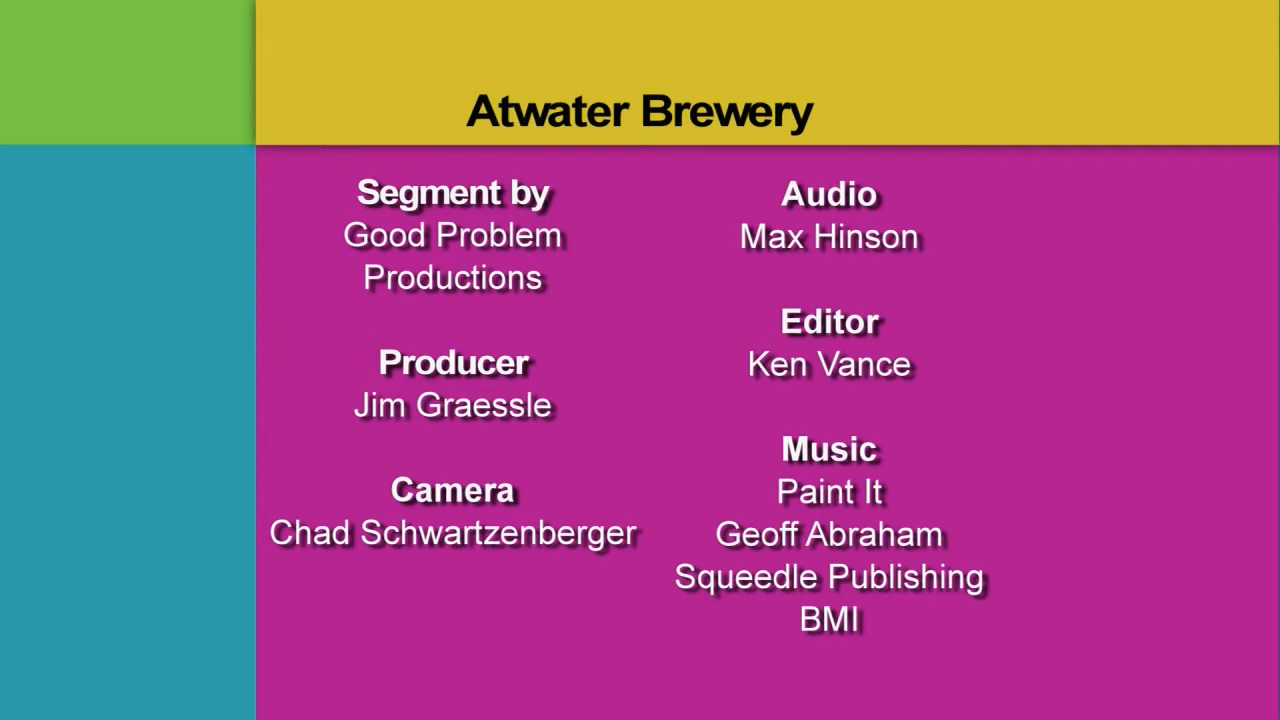 Atwater Brewery
Segment by
Good Problem
Productions
Producer
Jim Graessle
Camera
Chad Schwartzenberger
Audio
Max Hinson
Editor
Ken Vance
Music
Paint It
Geoff Abraham
Squeedle Publishing
BMI